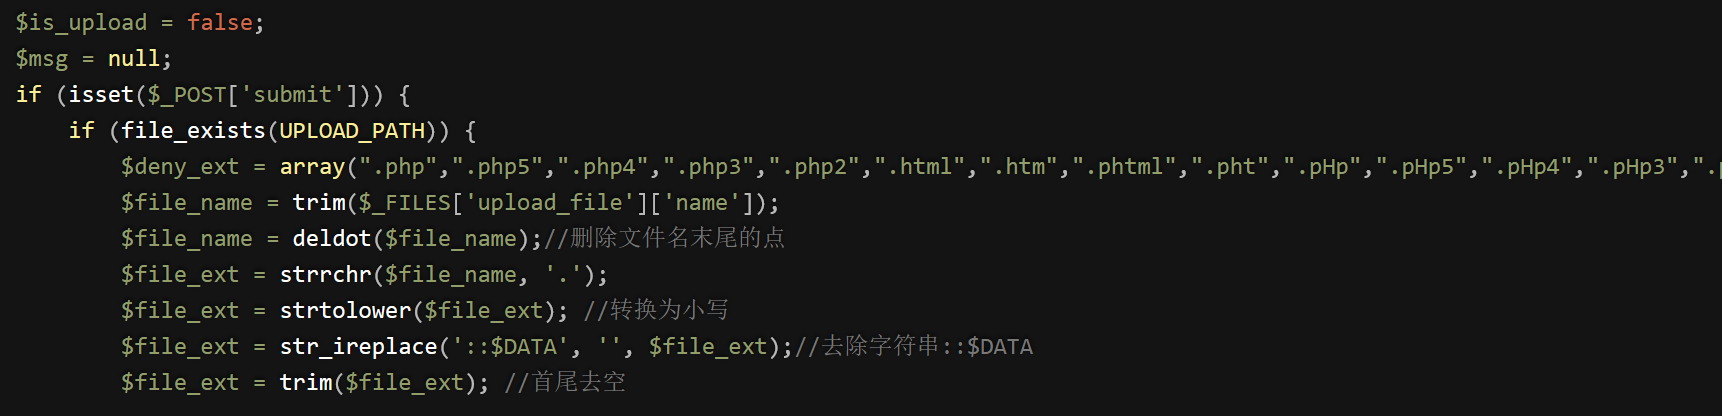 $is_upload = false;
$msg = null;
if (isset($_POST['submit'])) {
    if (file_exists(UPLOAD_PATH)) {
        $deny_ext = array(".php",".php5",".php4",".php3",".php2",".html",".htm",".phtml",".pht",".pHp",".pHp5",".pHp4",".pHp3",".p
        $file_name = trim($_FILES['upload_file']['name']);
        $file_name = deldot($file_name);//删除文件名末尾的点
        $file_ext = strrchr($file_name, '.');
        $file_ext = strtolower($file_ext); //转换为小写
        $file_ext = str_ireplace('::$DATA', '', $file_ext);//去除字符串::$DATA
        $file_ext = trim($file_ext); //首尾去空